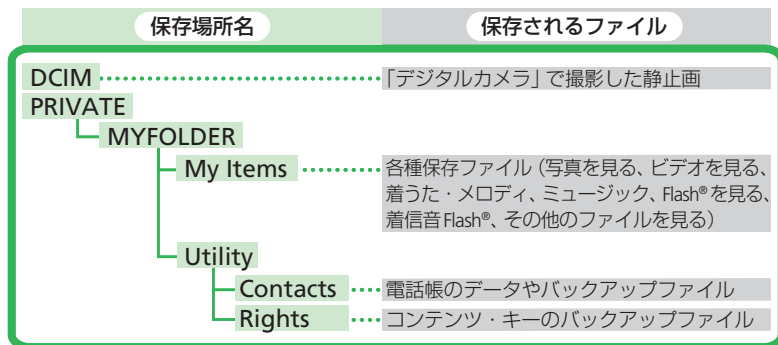 保存場所名 保存されるファイル
DCIM 「デジタルカメラ」で撮影した静止画
PRIVATE
MYFOLDER
My Items 各種保存ファイル（写真を見る、ビデオを見る、
着うた・メロディ、ミュージック、Flash®を見る、
着信音Flash®、その他のファイルを見る）
Utility
Contacts 電話帳のデータやバックアップファイル
Rights コンテンツ・キーのバックアップファイル